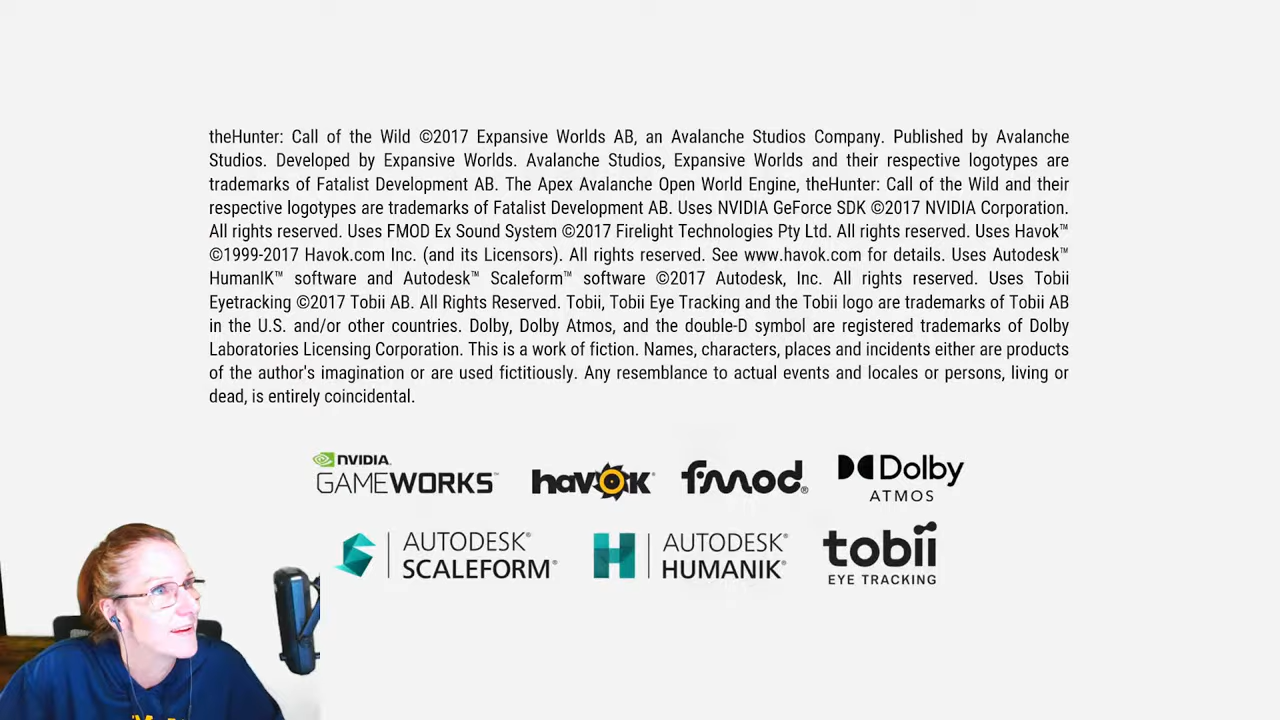 theHunter: Call of the Wild ©2017 Expansive Worlds AB, an Avalanche Studios Company. Published by Avalanche
Studios. Developed by Expansive Worlds. Avalanche Studios, Expansive Worlds and their respective logotypes are
trademarks of Fatalist Development AB. The Apex Avalanche Open World Engine, theHunter: Call of the Wild and their
respective logotypes are trademarks of Fatalist Development AB. Uses NVIDIA GeForce SDK ©2017 NVIDIA Corporation.
All rights reserved. Uses FMOD Ex Sound System ©2017 Firelight Technologies Pty Ltd. All rights reserved. Uses Havok™
©1999-2017 Havok.com Inc. (and its Licensors). All rights reserved. See www.havok.com for details. Uses Autodesk™
HumanIK™ software and Autodesk™ Scaleform™ software ©2017 Autodesk, Inc. All rights reserved. Uses Tobii
Eyetracking ©2017 Tobii AB. All Rights Reserved. Tobii, Tobii Eye Tracking and the Tobii logo are trademarks of Tobii AB
in the U.S. and/or other countries. Dolby, Dolby Atmos, and the double-D symbol are registered trademarks of Dolby
Laboratories Licensing Corporation. This is a work of fiction. Names, characters, places and incidents either are products
of the author's imagination or are used fictitiously. Any resemblance to actual events and locales or persons, living or
dead, is entirely coincidental.
NVIDIA.
GAMEWORKS™
havok®
fmod®
Dolby
ATMOS
AUTODESK®
SCALEFORM®
AUTODESK®
HUMANIK®
tobii
EYE TRACKING